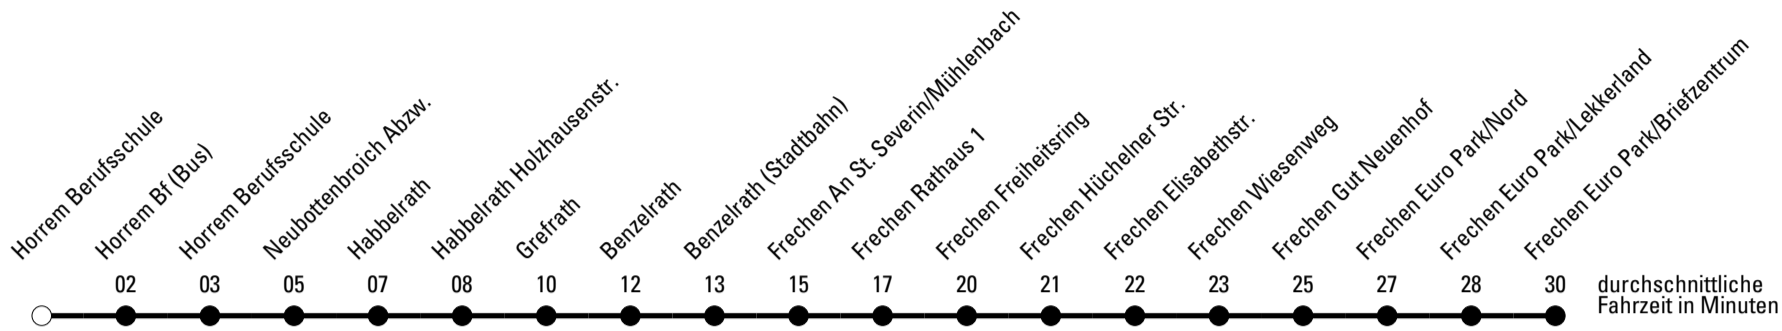 Horrem Berufsschule
Horrem Bf (Bus)
Horrem Berufsschule
Neubottenbroich Abzw.
Habbelrath
Habbelrath Holzhausenstr.
Grefrath
Benzelrath
Benzelrath (Stadtbahn)
Frechen An St. Severin/Mühlenbach
Frechen Rathaus 1
Frechen Freiheitsring
Frechen Hüchelner Str.
Frechen Elisabethstr.
Frechen Wiesenweg
Frechen Gut Neuenhof
Frechen Euro Park/Nord
Frechen Euro Park/Lekkerland
Frechen Euro Park/Briefzentrum
02 03 05 07 08 10 12 13 15 17 20 21 22 23 25 27 28 30
durchschnittliche
Fahrzeit in Minuten